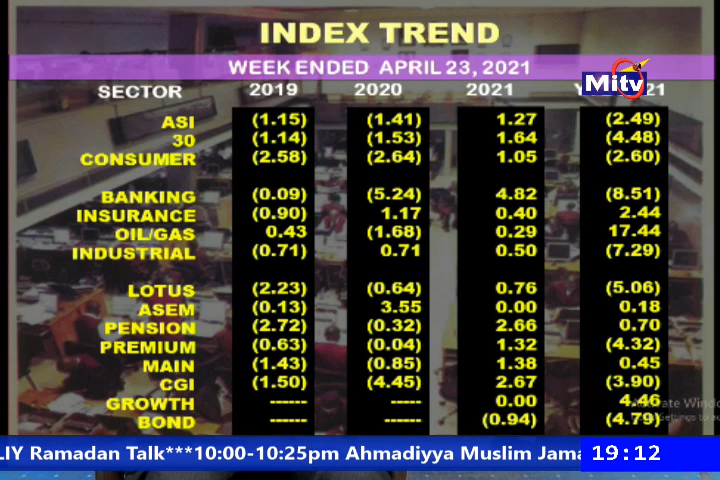 INDEX TREND
WEEK ENDED APRIL 23, 2021
Mitv
SECTOR 2019 2020 2021
ASI (1.15) (1.41) 1.27 (2.49)
30 (1.14) (1.53) 1.64 (4.48)
CONSUMER (2.58) (2.64) 1.05 (2.60)
BANKING (0.09) (5.24) 4.82 (8.51)
INSURANCE (0.90) 1.17 0.40 2.44
OIL/GAS 0.43 (1.68) 0.29 17.44
INDUSTRIAL (0.71) 0.71 0.50 (7.29)
LOTUS (2.23) (0.64) 0.76 (5.06)
ASEM (0.13) 3.55 0.00 0.18
PENSION (2.72) (0.32) 2.66 0.70
PREMIUM (0.63) (0.04) 1.32 (4.32)
MAIN (1.43) (0.85) 1.38 0.45
CGI (1.50) (4.45) 2.67 (3.90)
GROWTH ------ ----- 0.00 4.46
BOND ------ ------ (0.94) (4.79)
LIY Ramadan Talk***10:00-10:25pm Ahmadiyya Muslim Jama 19:12